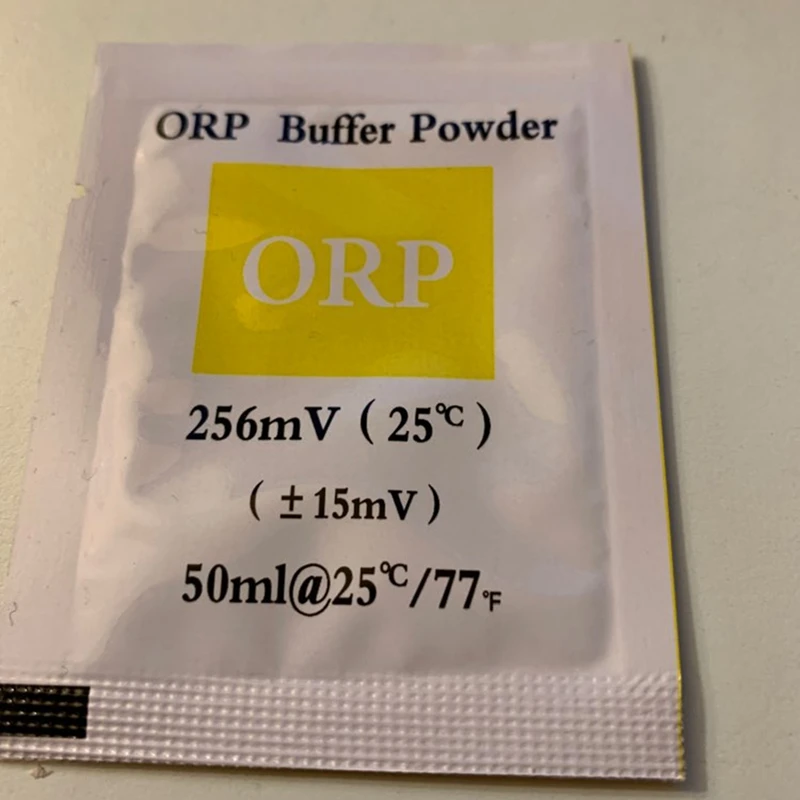 ORP Buffer Powder
ORP
256mV ( 25℃ )
( ±15mV )
50ml@25℃/77℉